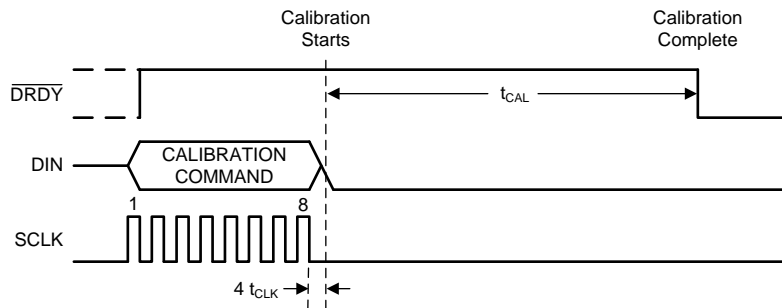 Calibration
Starts
Calibration
Complete
DRDY
tCAL
DIN
CALIBRATION
COMMAND
1
8
SCLK
4 tCLK